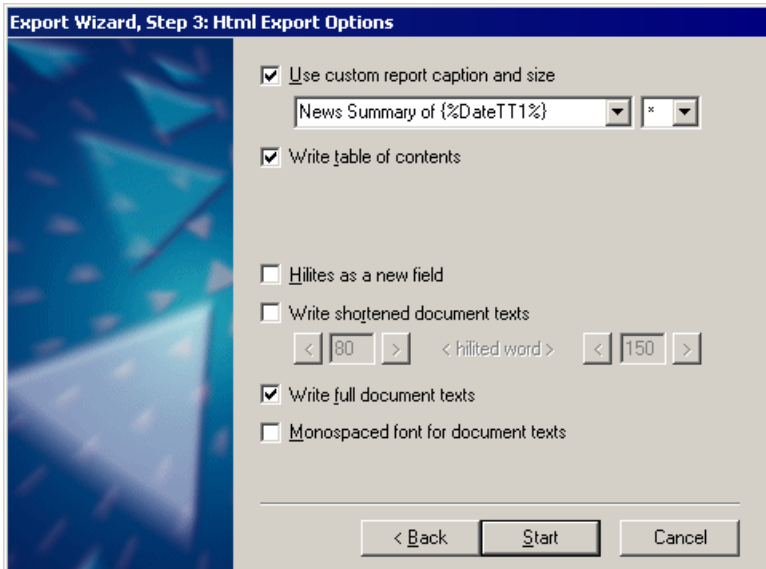 Export Wizard, Step 3: Html Export Options
Use custom report caption and size
News Summary of {%DateTT1%} *
Write table of contents
Hilites as a new field
Write shortened document texts
< 80 > < hilited word > < 150 >
Write full document texts
Monospaced font for document texts
< Back Start Cancel